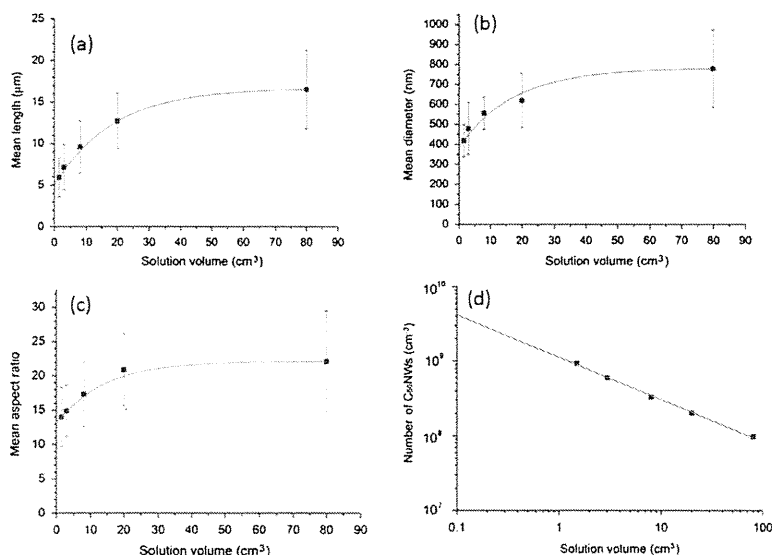 (a)
25
20
15
10
5
0
Mean length (μm)
0 10 20 30 40 50 60 70 80 90
Solution volume (cm³)
(b)
1000
900
800
700
600
500
400
300
200
100
0
Mean diameter (nm)
0 10 20 30 40 50 60 70 80 90
Solution volume (cm³)
(c)
30
25
20
15
10
5
0
Mean aspect ratio
0 10 20 30 40 50 60 70 80 90
Solution volume (cm³)
(d)
10¹⁰
10⁹
10⁸
10⁷
Number of C₆₀NWs (cm⁻³)
0.1 1 10 100
Solution volume (cm³)